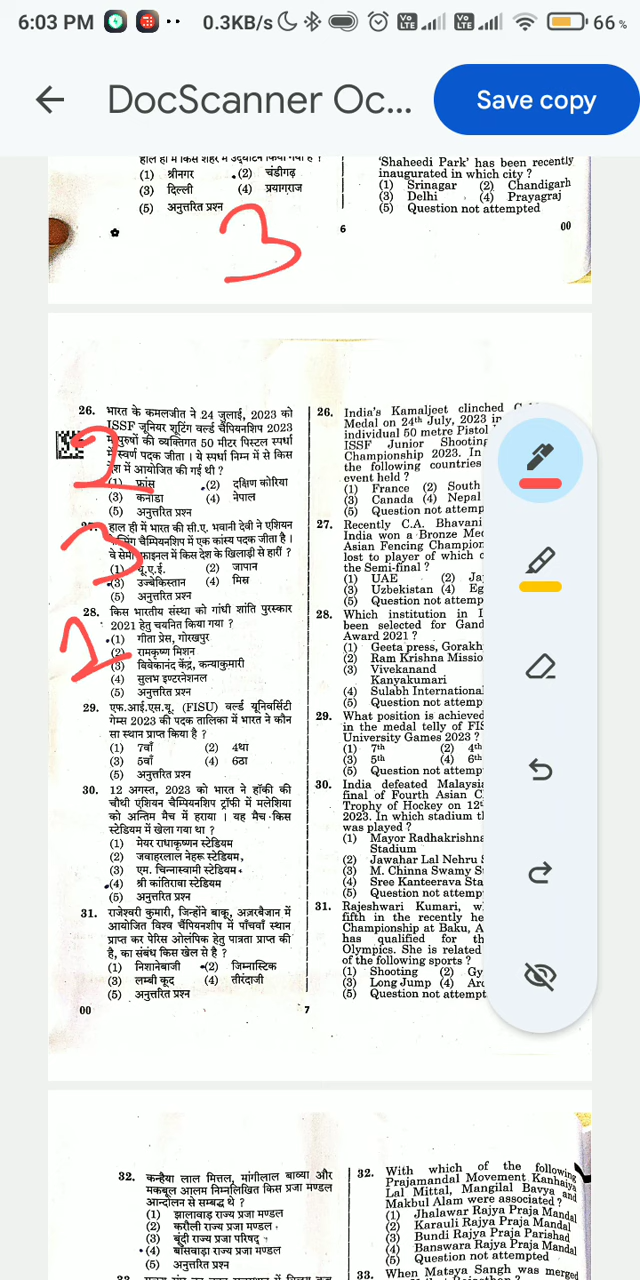 6:03 PM
0.3KB/s
Vo LTE
Vo LTE
66%
DocScanner Oc...
Save copy
हाल ही में किस शहर में उद्घाटन किया गया है ?
(1) श्रीनगर (2) चंडीगढ़
(3) दिल्ली (4) प्रयागराज
(5) अनुत्तरित प्रश्न
'Shaheedi Park' has been recently
inaugurated in which city ?
(1) Srinagar (2) Chandigarh
(3) Delhi (4) Prayagraj
(5) Question not attempted
3
6
00
26. भारत के कमलजीत ने 24 जुलाई, 2023 को
ISSF जूनियर शूटिंग वर्ल्ड चैंपियनशिप 2023
पुरुषों की व्यक्तिगत 50 मीटर पिस्टल स्पर्धा
में स्वर्ण पदक जीता । ये स्पर्धा निम्न में से किस
देश में आयोजित की गई थी ?
(1) फ्रांस (2) दक्षिण कोरिया
(3) कनाडा (4) नेपाल
(5) अनुत्तरित प्रश्न
2
27. हाल ही में भारत की सी.ए. भवानी देवी ने एशियन
चैम्पियनशिप में एक कांस्य पदक जीता है ।
वे सेमीफाइनल में किस देश के खिलाड़ी से हारीं ?
(1) यू.ए.ई. (2) जापान
(3) उज्बेकिस्तान (4) मिस्र
(5) अनुत्तरित प्रश्न
3
28. किस भारतीय संस्था को गांधी शांति पुरस्कार
2021 हेतु चयनित किया गया ?
(1) गीता प्रेस, गोरखपुर
(2) रामकृष्ण मिशन
(3) विवेकानंद केंद्र, कन्याकुमारी
(4) सुलभ इण्टरनेशनल
(5) अनुत्तरित प्रश्न
1
29. एफ.आई.एस.यू. (FISU) वर्ल्ड यूनिवर्सिटी
गेम्स 2023 की पदक तालिका में भारत ने कौन
सा स्थान प्राप्त किया है ?
(1) 7वाँ (2) 4था
(3) 5वाँ (4) 6ठा
(5) अनुत्तरित प्रश्न
30. 12 अगस्त, 2023 को भारत ने हॉकी की
चौथी एशियन चैम्पियनशिप ट्रॉफी में मलेशिया
को अन्तिम मैच में हराया । यह मैच किस
स्टेडियम में खेला गया था ?
(1) मेयर राधाकृष्णन स्टेडियम
(2) जवाहरलाल नेहरू स्टेडियम
(3) एम. चिन्नास्वामी स्टेडियम
(4) श्री कांतिरावा स्टेडियम
(5) अनुत्तरित प्रश्न
31. राजेश्वरी कुमारी, जिन्होंने बाकू, अज़रबैजान में
आयोजित विश्व चैंपियनशीप में पाँचवाँ स्थान
प्राप्त कर पेरिस ओलंपिक हेतु पात्रता प्राप्त की
है, का संबंध किस खेल से है ?
(1) निशानेबाजी (2) जिम्नास्टिक
(3) लम्बी कूद (4) तीरंदाजी
(5) अनुत्तरित प्रश्न
26. India's Kamaljeet clinched
Medal on 24th July, 2023 in
individual 50 metre Pistol
ISSF Junior Shooting
Championship 2023. In
the following countries
event held ?
(1) France (2) South
(3) Canada (4) Nepal
(5) Question not attemp
27. Recently C.A. Bhavani
India won a Bronze Med
Asian Fencing Champion
lost to player of which c
the Semi-final ?
(1) UAE (2) Ja
(3) Uzbekistan (4) Eg
(5) Question not attemp
28. Which institution in I
been selected for Gand
Award 2021 ?
(1) Geeta press, Gorakh
(2) Ram Krishna Missio
(3) Vivekanand
Kanyakumari
(4) Sulabh International
(5) Question not attemp
29. What position is achieved
in the medal telly of FIS
University Games 2023 ?
(1) 7th (2) 4th
(3) 5th (4) 6th
(5) Question not attemp
30. India defeated Malaysia
final of Fourth Asian C
Trophy of Hockey on 12th
2023. In which stadium th
was played ?
(1) Mayor Radhakrishna
Stadium
(2) Jawahar Lal Nehru S
(3) M. Chinna Swamy St
(4) Sree Kanteerava Sta
(5) Question not attemp
31. Rajeshwari Kumari, w
fifth in the recently he
Championship at Baku, A
has qualified for th
Olympics. She is related
of the following sports ?
(1) Shooting (2) Gy
(3) Long Jump (4) Arc
(5) Question not attempt
00
7
32. कन्हैया लाल मित्तल, मांगीलाल बाव्या और
मकबूल आलम निम्नलिखित किस प्रजा मण्डल
आन्दोलन से सम्बद्ध थे ?
(1) झालावाड़ राज्य प्रजा मण्डल
(2) करौली राज्य प्रजा मण्डल
(3) बूंदी राज्य प्रजा परिषद्
(4) बाँसवाड़ा राज्य प्रजा मण्डल
(5) अनुत्तरित प्रश्न
32. With which of the following
Prajamandal Movement Kanhaiya
Lal Mittal, Mangilal Bavya and
Makbul Alam were associated ?
(1) Jhalawar Rajya Praja Mandal
(2) Karauli Rajya Praja Mandal
(3) Bundi Rajya Praja Parishad
(4) Banswara Rajya Praja Mandal
(5) Question not attempted
33. When Matsya Sangh was merged